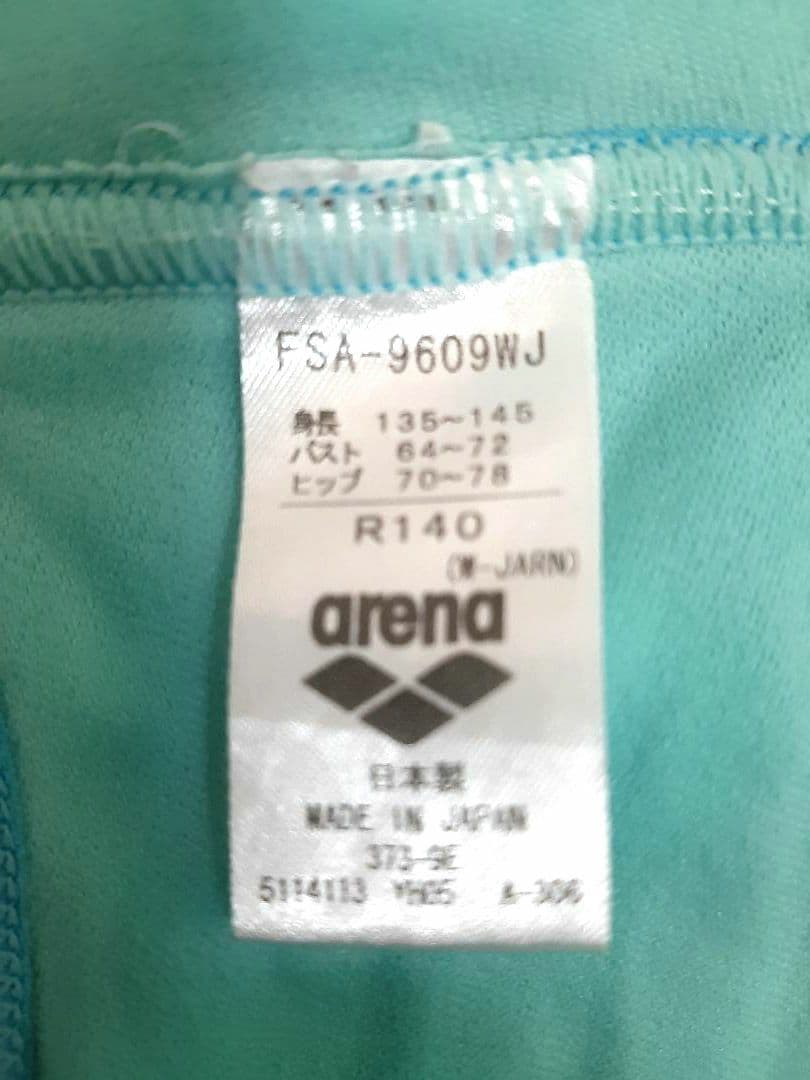 FSA-9609WJ
身長 135~145
バスト 64~72
ヒップ 70~78
R140
(W-JARN)
arena
日本製
MADE IN JAPAN
373-9E
5114113 YH05 A-306